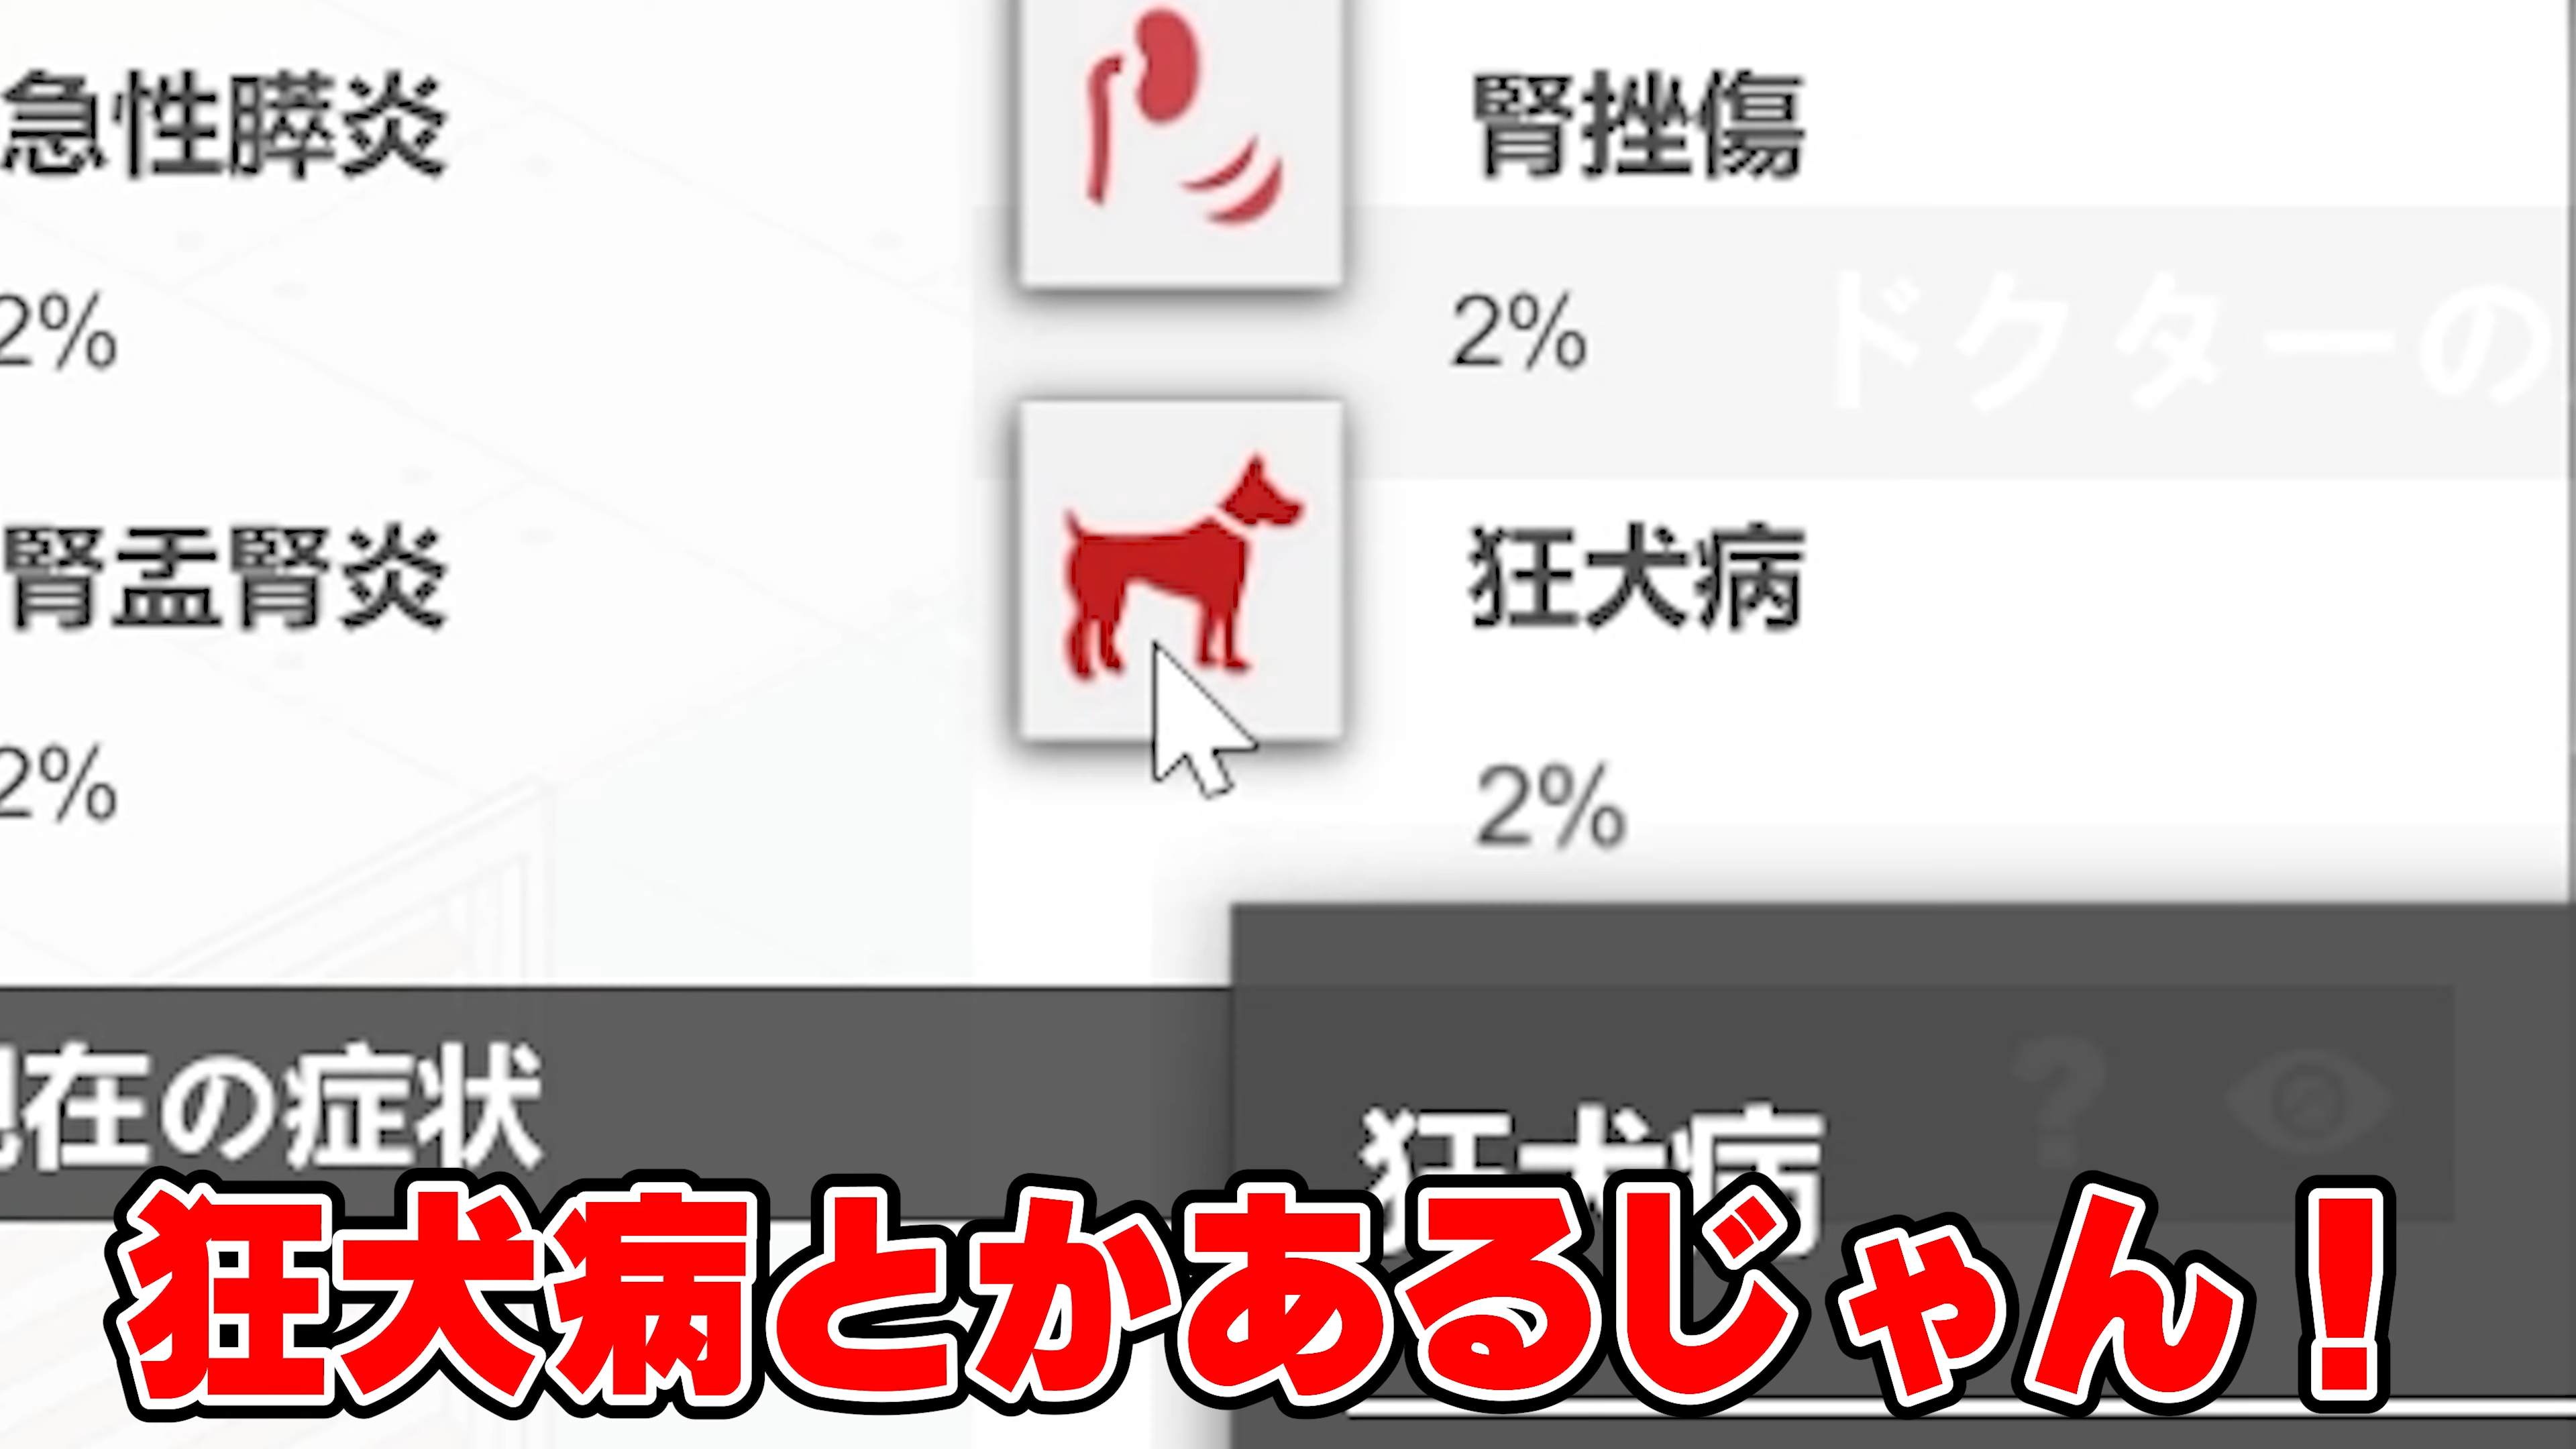 急性膵炎
腎挫傷
2%
2%
ドクターの
腎盂腎炎
狂犬病
2%
2%
現在の症状
?
狂犬病
狂犬病とかあるじゃん!